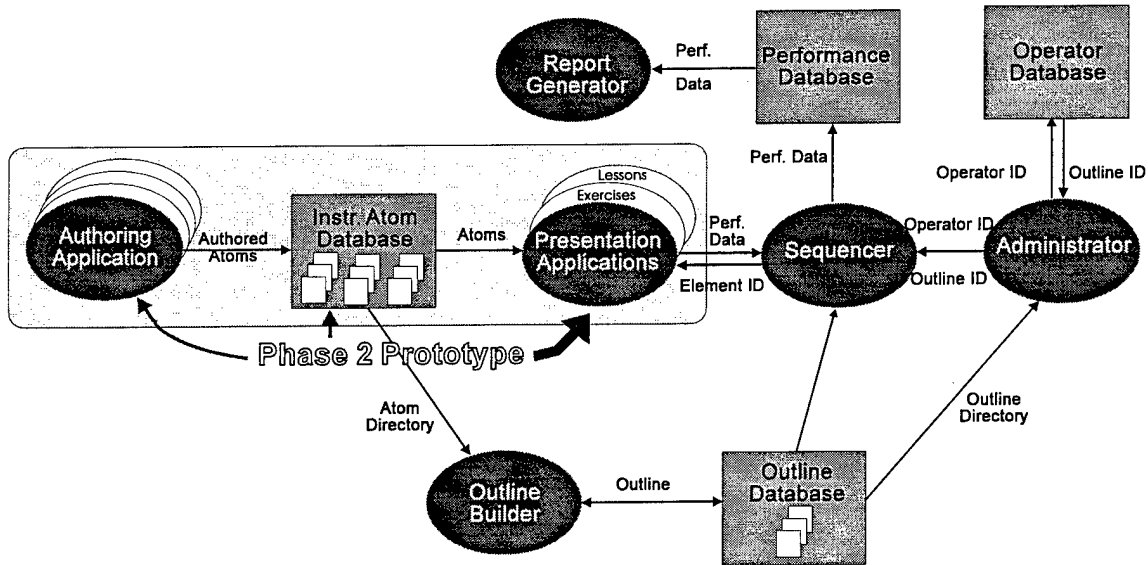 Report
Generator
Perf.
Data
Performance
Database
Operator
Database
Perf. Data
Operator ID
Outline ID
Lessons
Exercises
Authoring
Application
Authored
Atoms
Instr Atom
Database
Atoms
Presentation
Applications
Perf.
Data
Element ID
Sequencer
Operator ID
Outline ID
Administrator
Phase 2 Prototype
Atom
Directory
Outline
Directory
Outline
Builder
Outline
Outline
Database